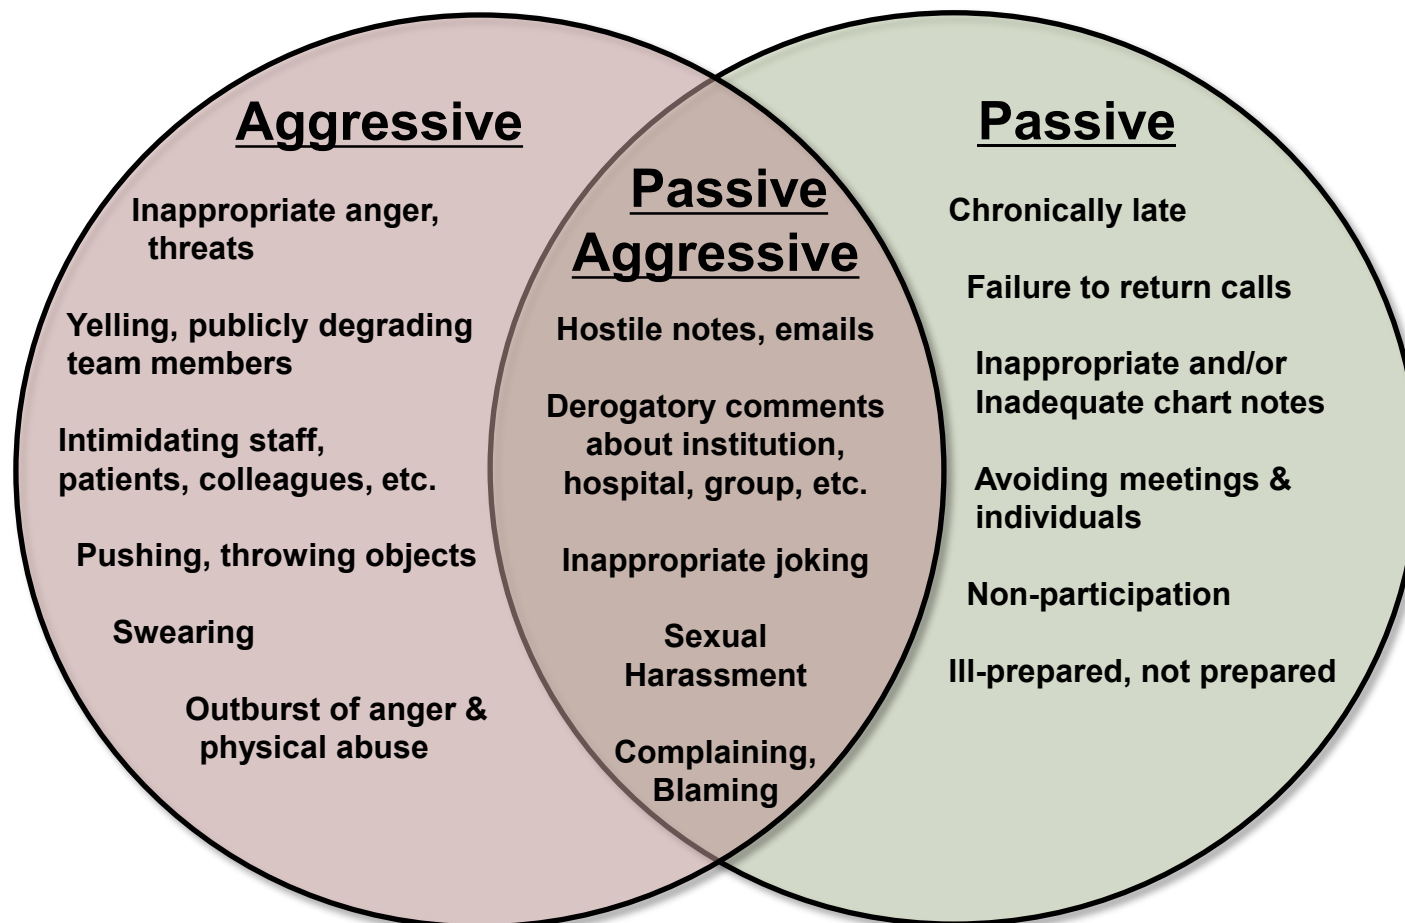 Aggressive
Inappropriate anger,
threats
Yelling, publicly degrading
team members
Intimidating staff,
patients, colleagues, etc.
Pushing, throwing objects
Swearing
Outburst of anger &
physical abuse
Passive
Aggressive
Hostile notes, emails
Derogatory comments
about institution,
hospital, group, etc.
Inappropriate joking
Sexual
Harassment
Complaining,
Blaming
Passive
Chronically late
Failure to return calls
Inappropriate and/or
Inadequate chart notes
Avoiding meetings &
individuals
Non-participation
Ill-prepared, not prepared